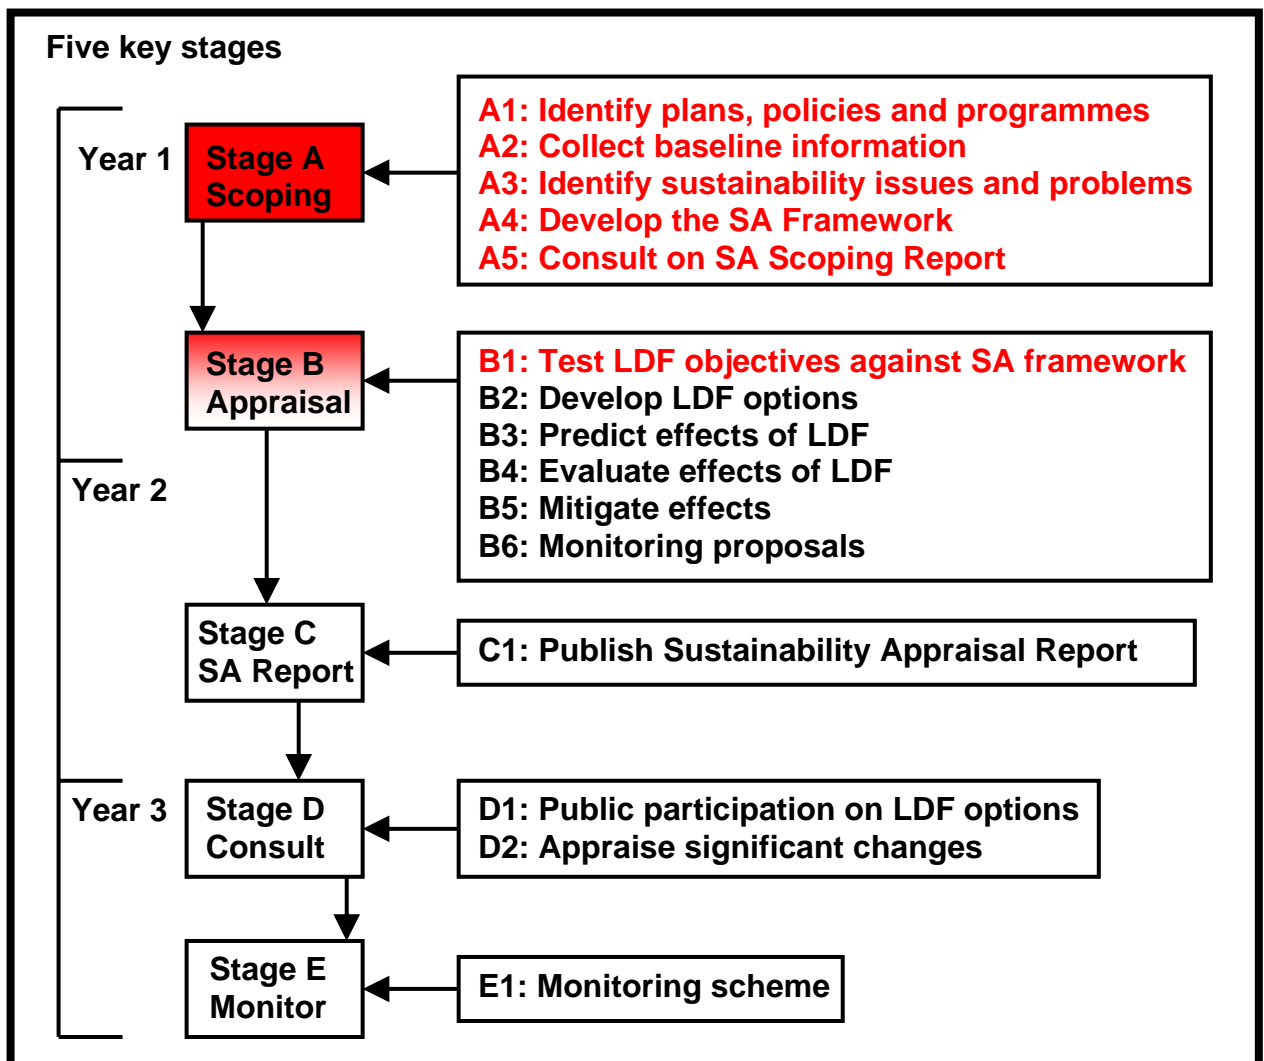 Five key stages
Year 1
Stage A
Scoping
A1: Identify plans, policies and programmes
A2: Collect baseline information
A3: Identify sustainability issues and problems
A4: Develop the SA Framework
A5: Consult on SA Scoping Report
Stage B
Appraisal
B1: Test LDF objectives against SA framework
B2: Develop LDF options
B3: Predict effects of LDF
B4: Evaluate effects of LDF
B5: Mitigate effects
B6: Monitoring proposals
Year 2
Stage C
SA Report
C1: Publish Sustainability Appraisal Report
Year 3
Stage D
Consult
D1: Public participation on LDF options
D2: Appraise significant changes
Stage E
Monitor
E1: Monitoring scheme